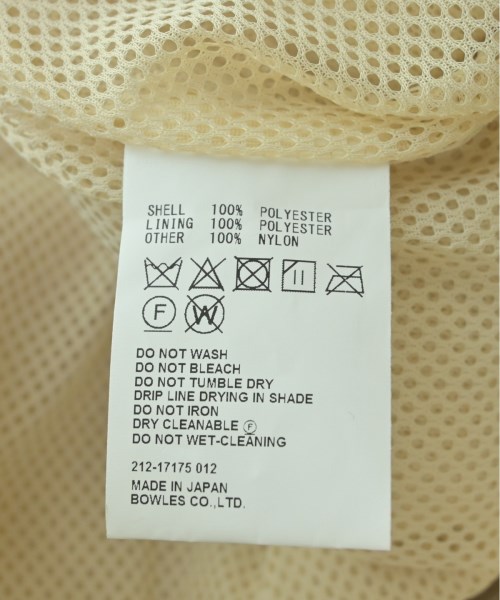 SHELL 100% POLYESTER
LINING 100% POLYESTER
OTHER 100% NYLON
F W
DO NOT WASH
DO NOT BLEACH
DO NOT TUMBLE DRY
DRIP LINE DRYING IN SHADE
DO NOT IRON
DRY CLEANABLE Ⓕ
DO NOT WET-CLEANING
212-17175 012
MADE IN JAPAN
BOWLES CO.,LTD.